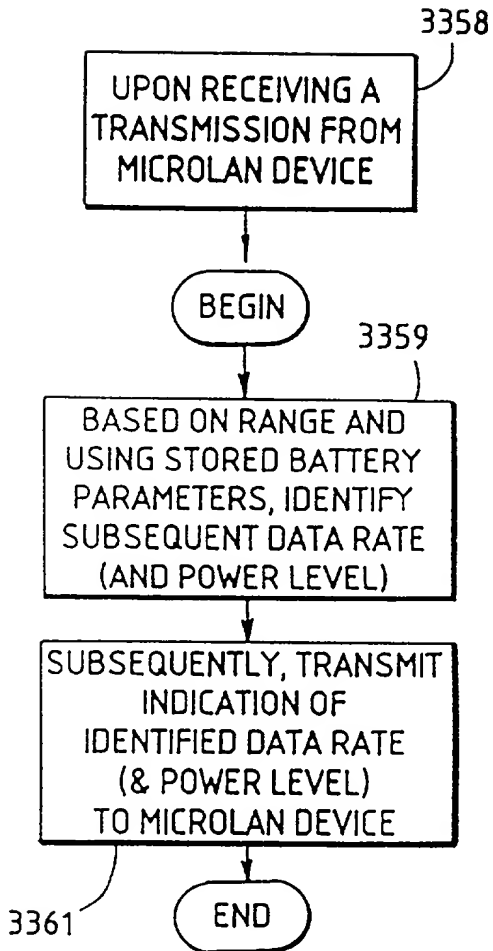 3358
UPON RECEIVING A
TRANSMISSION FROM
MICROLAN DEVICE
BEGIN
3359
BASED ON RANGE AND
USING STORED BATTERY
PARAMETERS, IDENTIFY
SUBSEQUENT DATA RATE
(AND POWER LEVEL)
SUBSEQUENTLY, TRANSMIT
INDICATION OF
IDENTIFIED DATA RATE
(& POWER LEVEL)
TO MICROLAN DEVICE
3361
END